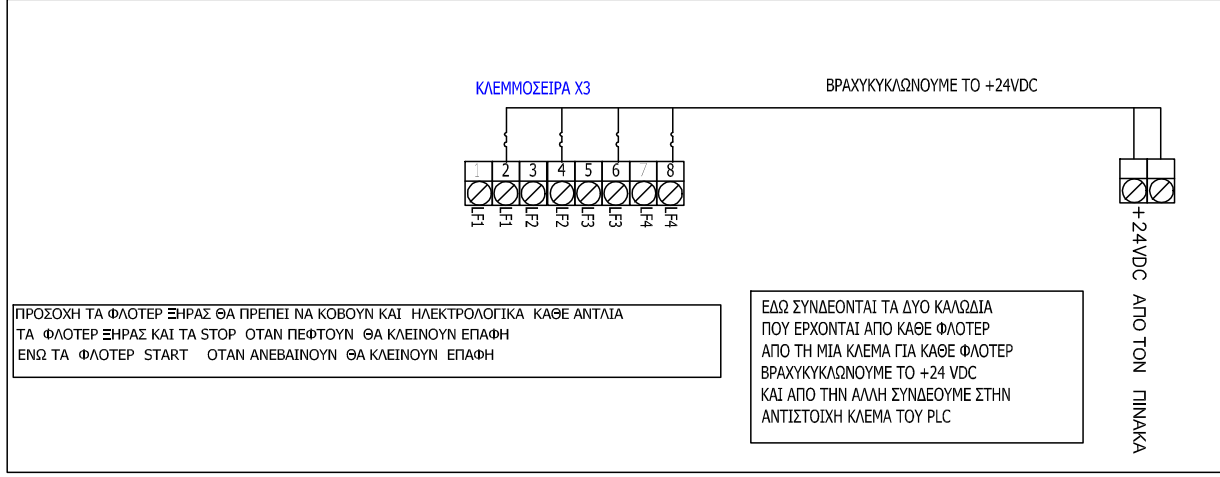 ΚΛΕΜΜΟΣΕΙΡΑ Χ3
ΒΡΑΧΥΚΥΚΛΩΝΟΥΜΕ ΤΟ +24VDC
1 2 3 4 5 6 7 8
LF1 LF1 LF2 LF2 LF3 LF3 LF4 LF4
+24VDC ΑΠΟ ΤΟΝ ΠΙΝΑΚΑ
ΠΡΟΣΟΧΗ ΤΑ ΦΛΟΤΕΡ ΞΗΡΑΣ ΘΑ ΠΡΕΠΕΙ ΝΑ ΚΟΒΟΥΝ ΚΑΙ ΗΛΕΚΤΡΟΛΟΓΙΚΑ ΚΑΘΕ ΑΝΤΛΙΑ
ΤΑ ΦΛΟΤΕΡ ΞΗΡΑΣ ΚΑΙ ΤΑ STOP ΟΤΑΝ ΠΕΦΤΟΥΝ ΘΑ ΚΛΕΙΝΟΥΝ ΕΠΑΦΗ
ΕΝΩ ΤΑ ΦΛΟΤΕΡ START ΟΤΑΝ ΑΝΕΒΑΙΝΟΥΝ ΘΑ ΚΛΕΙΝΟΥΝ ΕΠΑΦΗ
ΕΔΩ ΣΥΝΔΕΟΝΤΑΙ ΤΑ ΔΥΟ ΚΑΛΩΔΙΑ
ΠΟΥ ΕΡΧΟΝΤΑΙ ΑΠΟ ΚΑΘΕ ΦΛΟΤΕΡ
ΑΠΟ ΤΗ ΜΙΑ ΚΛΕΜΑ ΓΙΑ ΚΑΘΕ ΦΛΟΤΕΡ
ΒΡΑΧΥΚΥΚΛΩΝΟΥΜΕ ΤΟ +24 VDC
ΚΑΙ ΑΠΟ ΤΗΝ ΑΛΛΗ ΣΥΝΔΕΟΥΜΕ ΣΤΗΝ
ΑΝΤΙΣΤΟΙΧΗ ΚΛΕΜΑ ΤΟΥ PLC